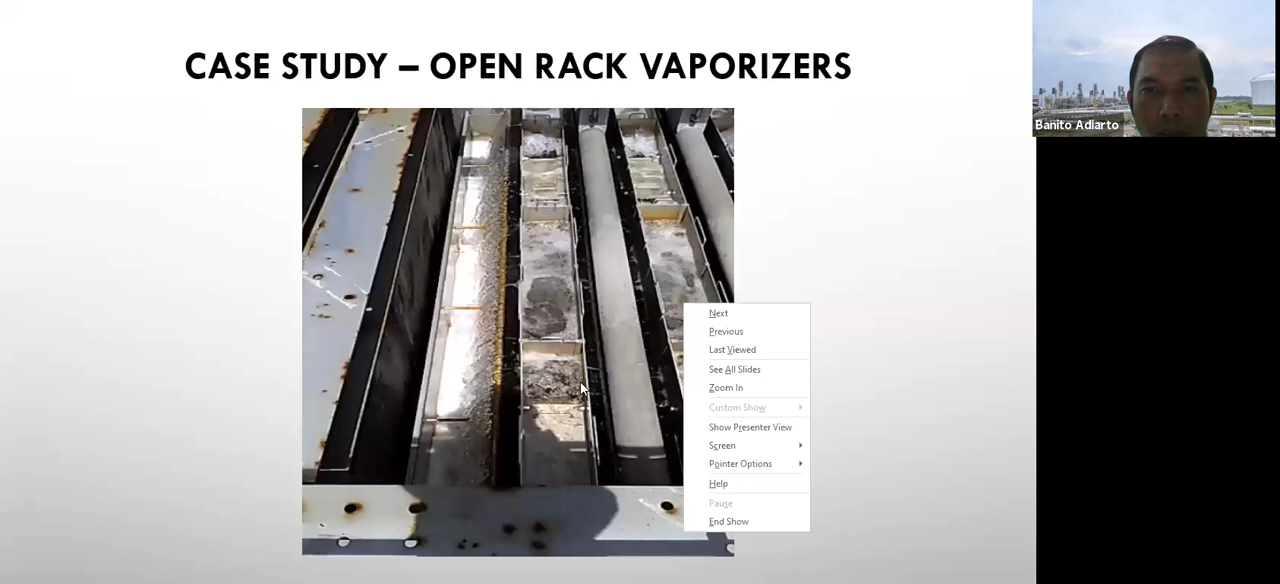 CASE STUDY – OPEN RACK VAPORIZERS
Banito Adiarto
Next
Previous
Last Viewed
See All Slides
Zoom In
Custom Show
Show Presenter View
Screen
Pointer Options
Help
Pause
End Show